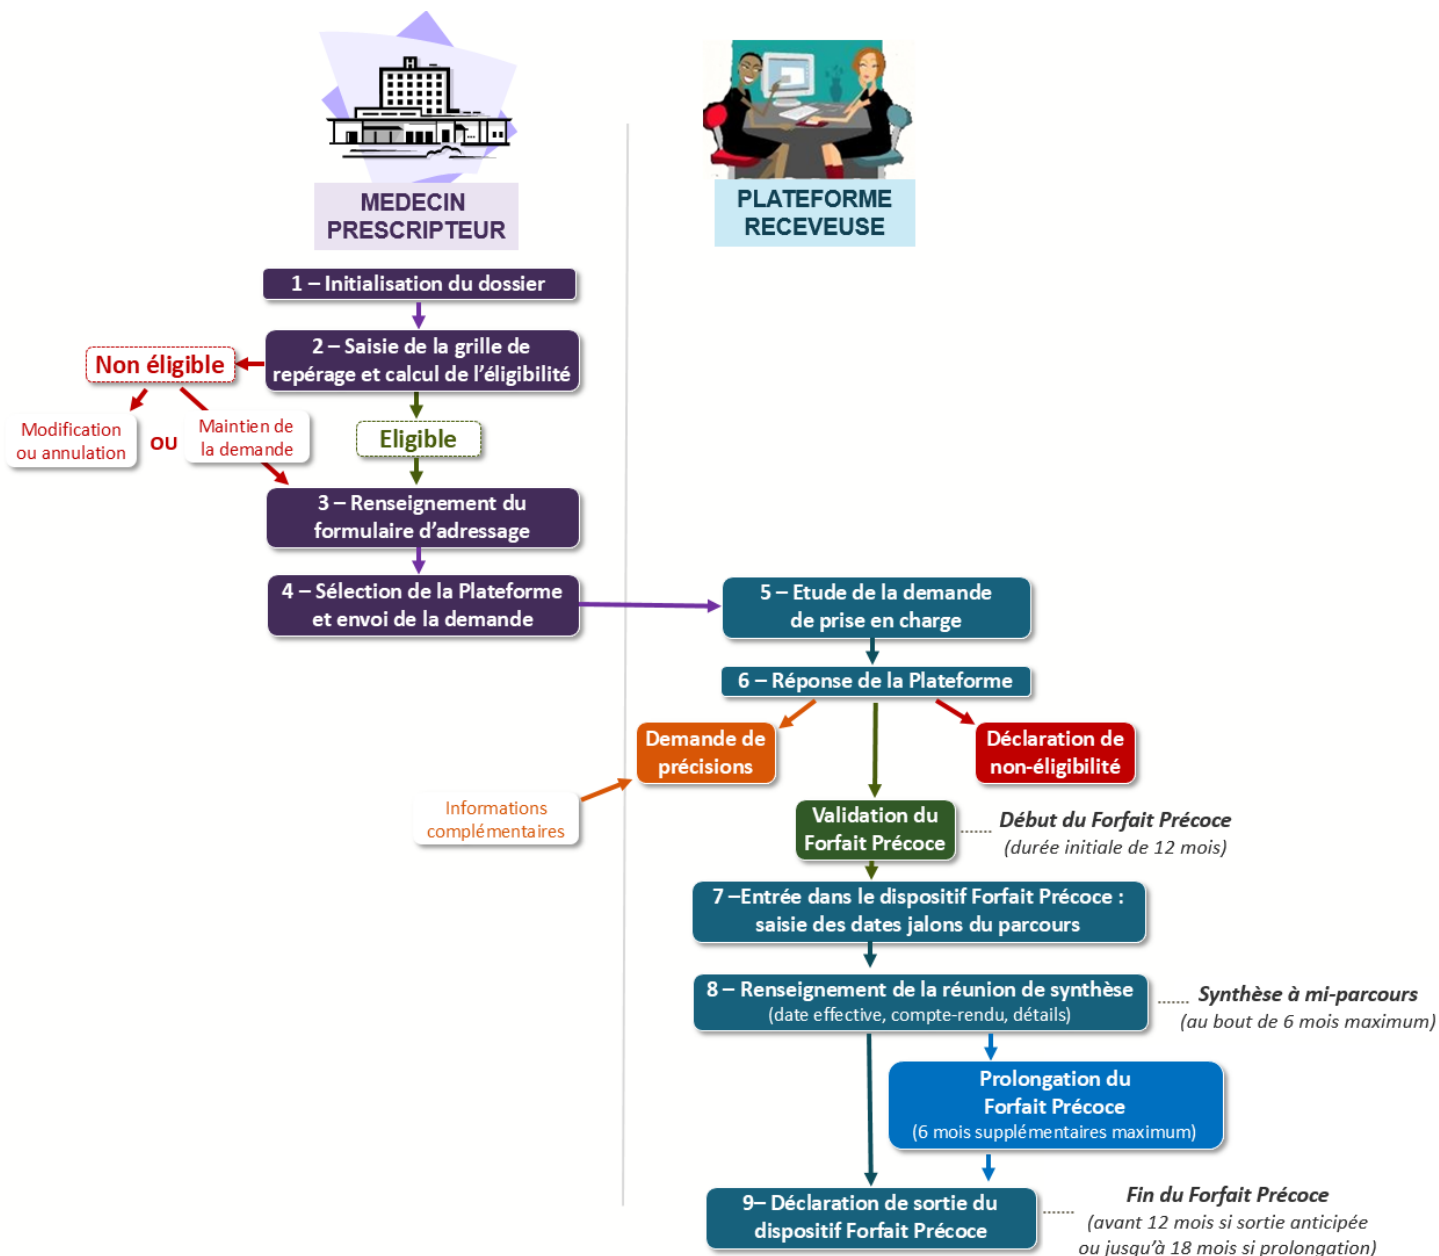 H
MEDECIN
PRESCRIPTEUR
PLATEFORME
RECEVEUSE
1 – Initialisation du dossier
2 – Saisie de la grille de
repérage et calcul de l’éligibilité
Non éligible
Modification
ou annulation
OU
Maintien de
la demande
Eligible
3 – Renseignement du
formulaire d’adressage
4 – Sélection de la Plateforme
et envoi de la demande
5 – Etude de la demande
de prise en charge
6 – Réponse de la Plateforme
Demande de
précisions
Déclaration de
non-éligibilité
Informations
complémentaires
Validation du
Forfait Précoce
Début du Forfait Précoce
(durée initiale de 12 mois)
7 –Entrée dans le dispositif Forfait Précoce :
saisie des dates jalons du parcours
8 – Renseignement de la réunion de synthèse
(date effective, compte-rendu, détails)
Synthèse à mi-parcours
(au bout de 6 mois maximum)
Prolongation du
Forfait Précoce
(6 mois supplémentaires maximum)
9– Déclaration de sortie du
dispositif Forfait Précoce
Fin du Forfait Précoce
(avant 12 mois si sortie anticipée
ou jusqu’à 18 mois si prolongation)